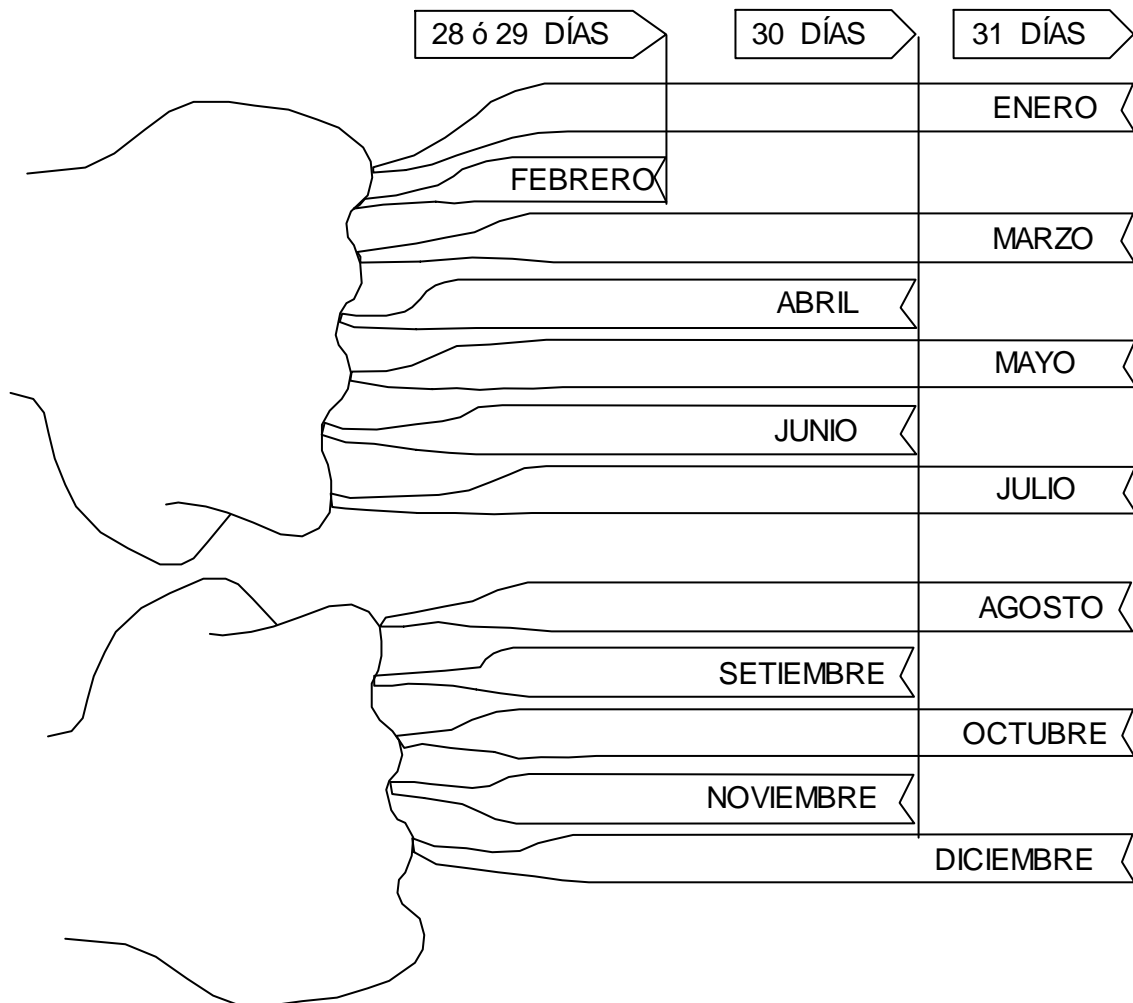 28 ó 29 DÍAS
30 DÍAS
31 DÍAS
ENERO
FEBRERO
MARZO
ABRIL
MAYO
JUNIO
JULIO
AGOSTO
SETIEMBRE
OCTUBRE
NOVIEMBRE
DICIEMBRE